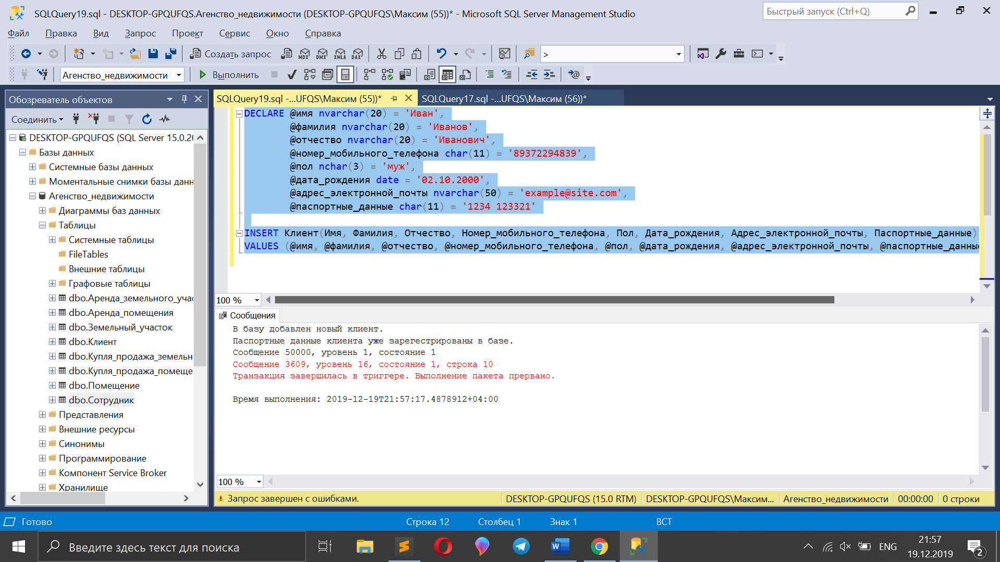 SQLQuery19.sql - DESKTOP-GPQUFQS.Агенство_недвижимости (DESKTOP-GPQUFQS\Максим (55))* - Microsoft SQL Server Management Studio
Быстрый запуск (Ctrl+Q)
Файл Правка Вид Запрос Проект Сервис Окно Справка
Создать запрос MDX DMX XMLA DAX >
Агенство_недвижимости Выполнить
Обозреватель объектов
Соединить
DESKTOP-GPQUFQS (SQL Server 15.0.20
Базы данных
Системные базы данных
Моментальные снимки базы данн
Агенство_недвижимости
Диаграммы баз данных
Таблицы
Системные таблицы
FileTables
Внешние таблицы
Графовые таблицы
dbo.Аренда_земельного_учас
dbo.Аренда_помещения
dbo.Земельный_участок
dbo.Клиент
dbo.Купля_продажа_земельн
dbo.Купля_продажа_помеще
dbo.Помещение
dbo.Сотрудник
Представления
Внешние ресурсы
Синонимы
Программирование
Компонент Service Broker
Хранилище
SQLQuery19.sql -...UFQS\Максим (55))* SQLQuery17.sql -...UFQS\Максим (56))*
DECLARE @имя nvarchar(20) = 'Иван',
@фамилия nvarchar(20) = 'Иванов',
@отчество nvarchar(20) = 'Иванович',
@номер_мобильного_телефона char(11) = '89372294839',
@пол nchar(3) = 'муж',
@дата_рождения date = '02.10.2000',
@адрес_электронной_почты nvarchar(50) = 'example@site.com',
@паспортные_данные char(11) = '1234 123321'
INSERT Клиент(Имя, Фамилия, Отчество, Номер_мобильного_телефона, Пол, Дата_рождения, Адрес_электронной_почты, Паспортные_данные)
VALUES (@имя, @фамилия, @отчество, @номер_мобильного_телефона, @пол, @дата_рождения, @адрес_электронной_почты, @паспортные_данные
100 %
Сообщения
В базу добавлен новый клиент.
Паспортные данные клиента уже зарегестрированы в базе.
Сообщение 50000, уровень 1, состояние 1
Сообщение 3609, уровень 16, состояние 1, строка 10
Транзакция завершилась в триггере. Выполнение пакета прервано.
Время выполнения: 2019-12-19T21:57:17.4878912+04:00
100 %
Запрос завершен с ошибками. DESKTOP-GPQUFQS (15.0 RTM) DESKTOP-GPQUFQS\Максим... Агенство_недвижимости 00:00:00 0 строки
Готово Строка 12 Столбец 1 Знак 1 ВСТ
Введите здесь текст для поиска
ENG
21:57
19.12.2019
2